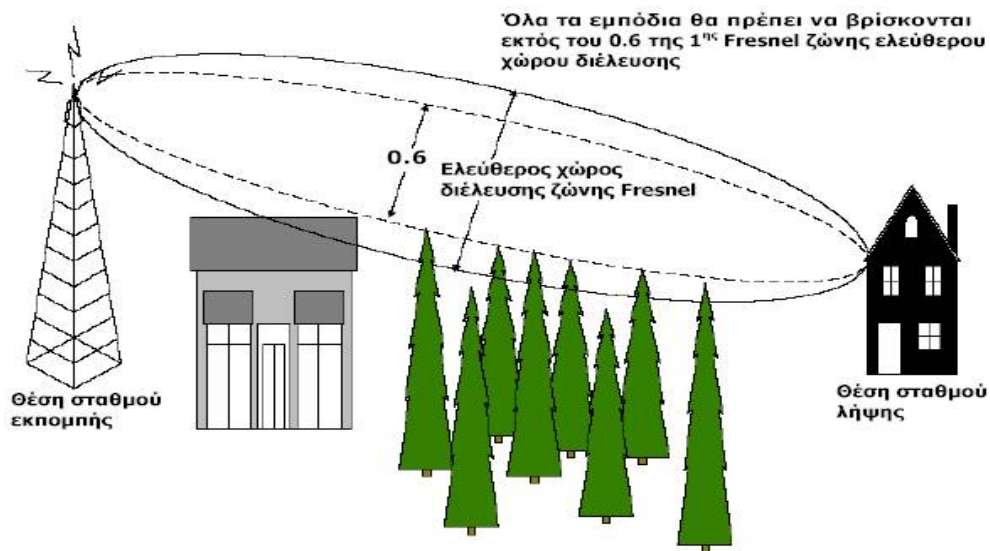 Όλα τα εμπόδια θα πρέπει να βρίσκονται
εκτός του 0.6 της 1ης Fresnel ζώνης ελεύθερου
χώρου διέλευσης
0.6
Ελεύθερος χώρος
διέλευσης ζώνης Fresnel
Θέση σταθμού
εκπομπής
Θέση σταθμού
λήψης